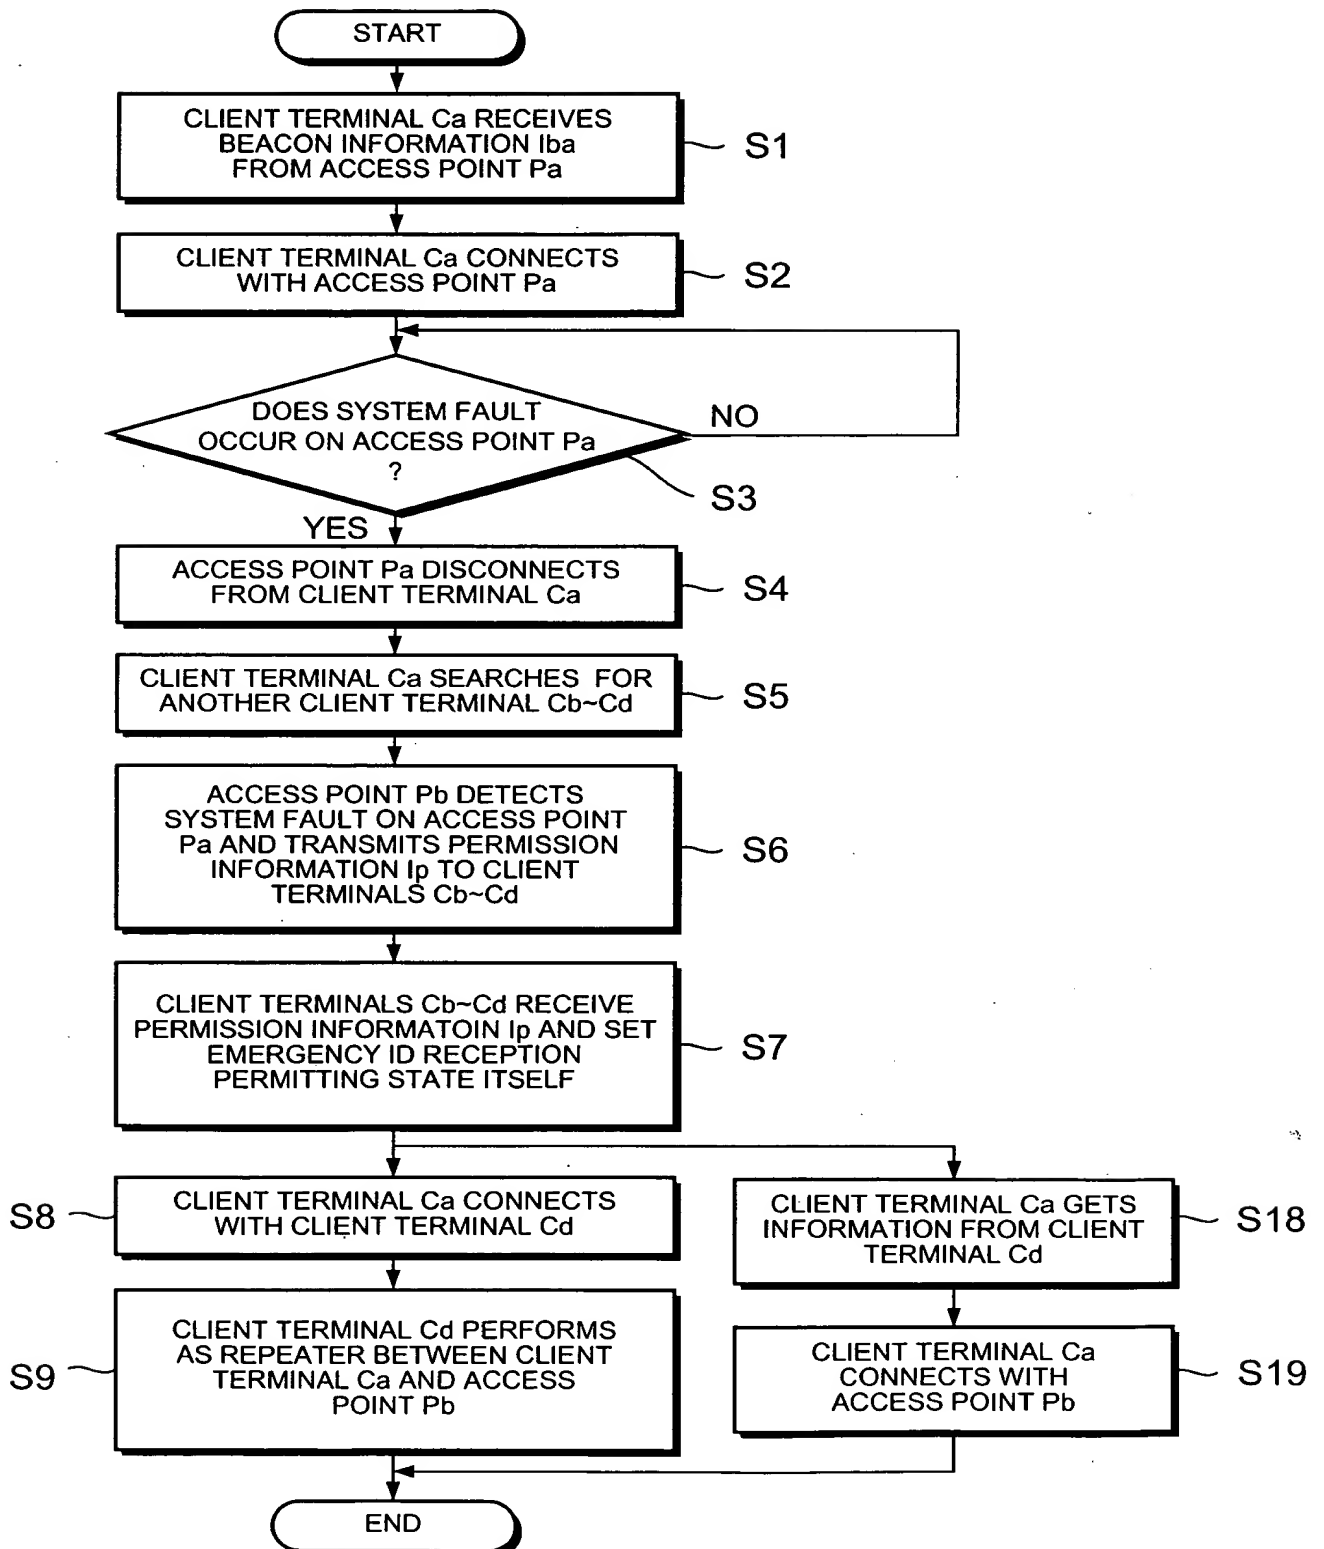 START
CLIENT TERMINAL Ca RECEIVES
BEACON INFORMATION Iba
FROM ACCESS POINT Pa
S1
CLIENT TERMINAL Ca CONNECTS
WITH ACCESS POINT Pa
S2
DOES SYSTEM FAULT
OCCUR ON ACCESS POINT Pa
?
NO
S3
YES
ACCESS POINT Pa DISCONNECTS
FROM CLIENT TERMINAL Ca
S4
CLIENT TERMINAL Ca SEARCHES FOR
ANOTHER CLIENT TERMINAL Cb~Cd
S5
ACCESS POINT Pb DETECTS
SYSTEM FAULT ON ACCESS POINT
Pa AND TRANSMITS PERMISSION
INFORMATION Ip TO CLIENT
TERMINALS Cb~Cd
S6
CLIENT TERMINALS Cb~Cd RECEIVE
PERMISSION INFORMATOIN Ip AND SET
EMERGENCY ID RECEPTION
PERMITTING STATE ITSELF
S7
S8
CLIENT TERMINAL Ca CONNECTS
WITH CLIENT TERMINAL Cd
CLIENT TERMINAL Ca GETS
INFORMATION FROM CLIENT
TERMINAL Cd
S18
S9
CLIENT TERMINAL Cd PERFORMS
AS REPEATER BETWEEN CLIENT
TERMINAL Ca AND ACCESS
POINT Pb
CLIENT TERMINAL Ca
CONNECTS WITH
ACCESS POINT Pb
S19
END